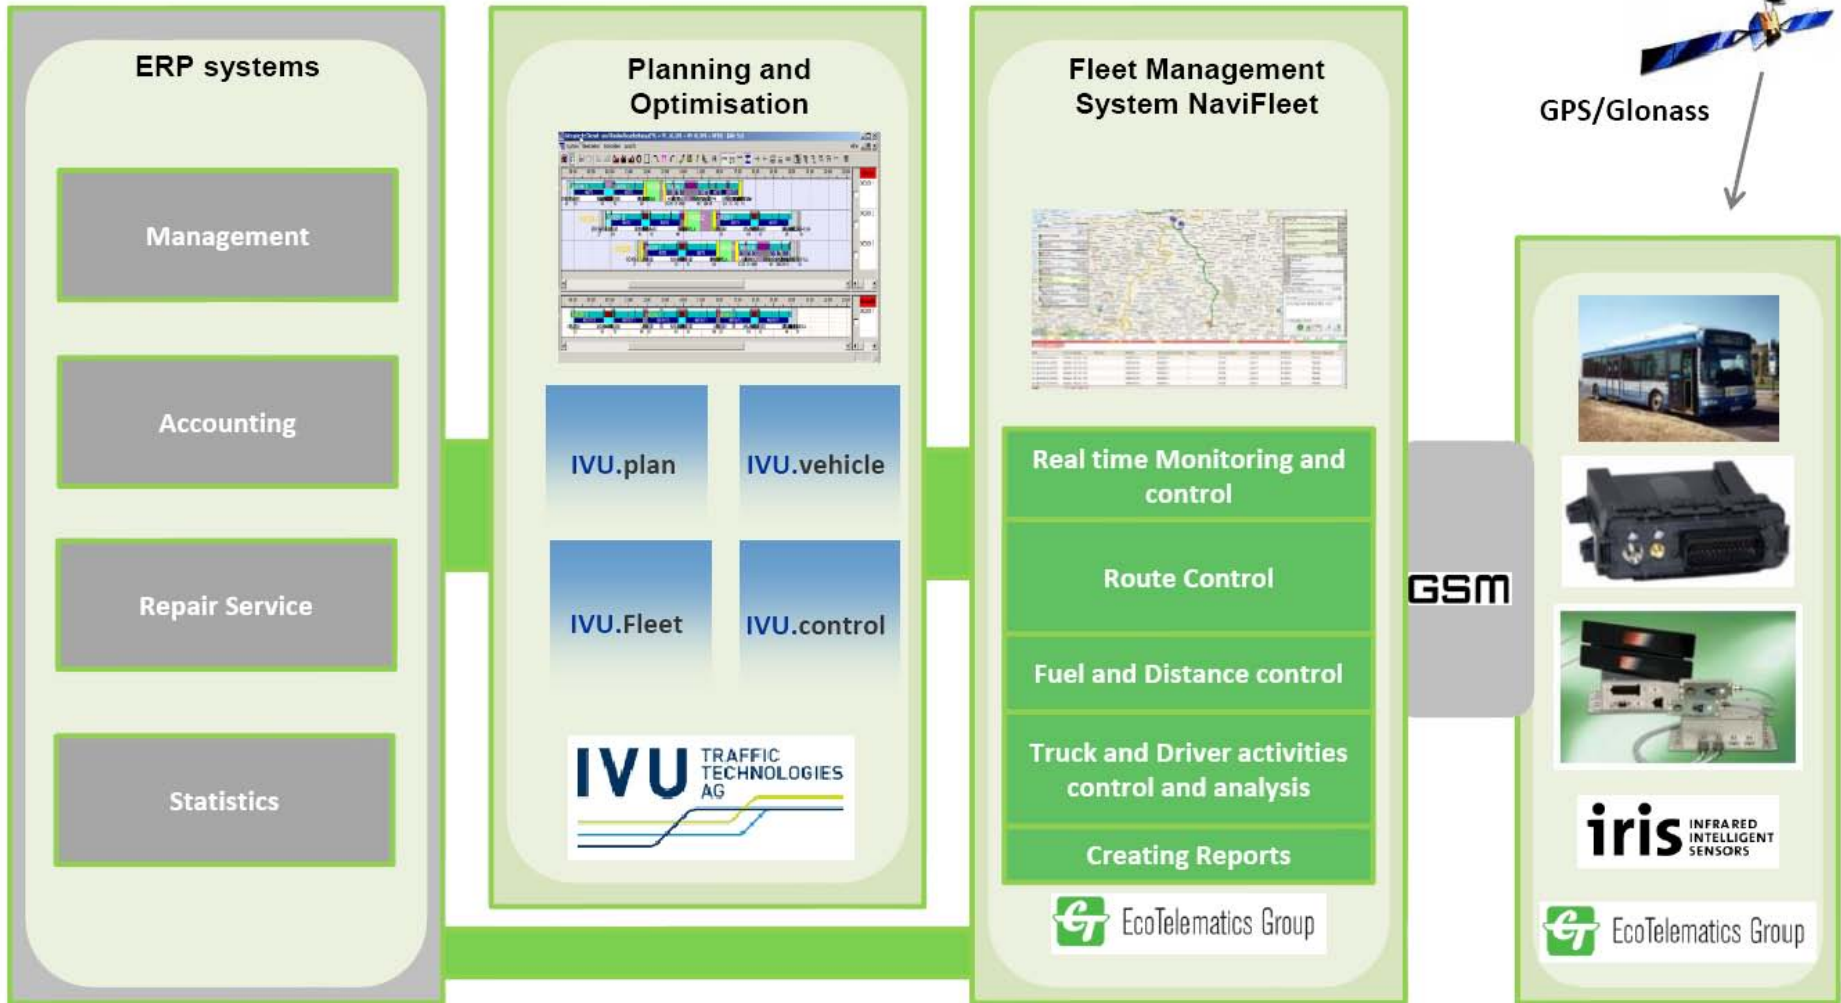 ERP systems
Management
Accounting
Repair Service
Statistics
Planning and
Optimisation
IVU.plan
IVU.vehicle
IVU.Fleet
IVU.control
IVU TRAFFIC
TECHNOLOGIES
AG
Fleet Management
System NaviFleet
Real time Monitoring and
control
Route Control
Fuel and Distance control
Truck and Driver activities
control and analysis
Creating Reports
EcoTelematics Group
GSM
GPS/Glonass
iris INFRARED
INTELLIGENT
SENSORS
EcoTelematics Group